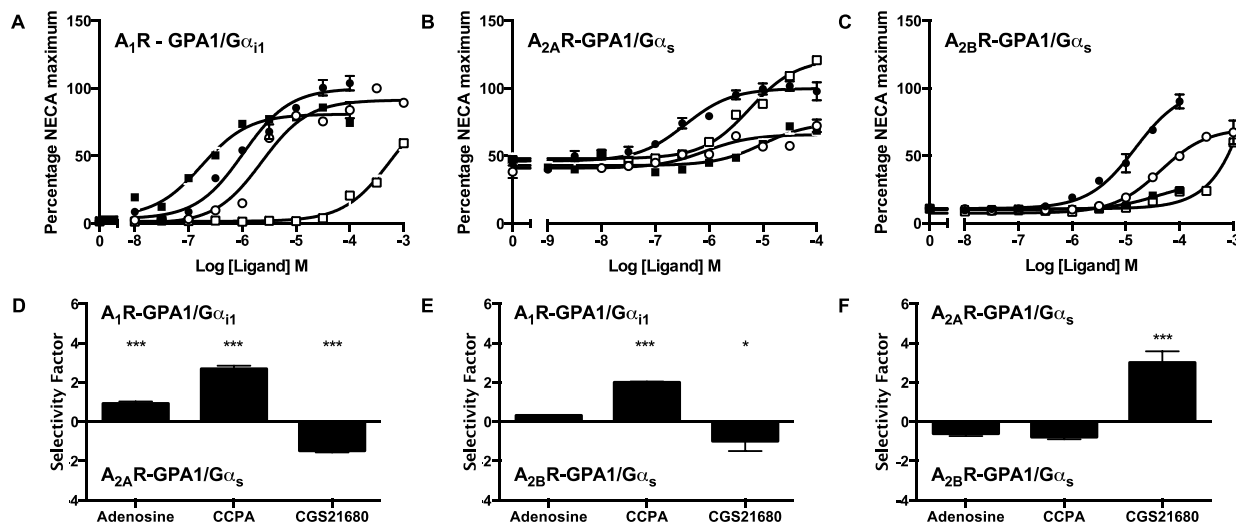 A
A1R - GPA1/Gαi1
Percentage NECA maximum
150
100
50
0
0 -8 -7 -6 -5 -4 -3
Log [Ligand] M
B
A2AR-GPA1/Gαs
Percentage NECA maximum
150
100
50
0
0 -9 -8 -7 -6 -5 -4
Log [Ligand] M
C
A2BR-GPA1/Gαs
Percentage NECA maximum
150
100
50
0
0 -8 -7 -6 -5 -4 -3
Log [Ligand] M
D
A1R-GPA1/Gαi1
*** *** ***
Selectivity Factor
6
4
2
0
-2
-4
A2AR-GPA1/Gαs
Adenosine CCPA CGS21680
E
A1R-GPA1/Gαi1
*** *
Selectivity Factor
6
4
2
0
-2
-4
A2BR-GPA1/Gαs
Adenosine CCPA CGS21680
F
A2AR-GPA1/Gαs
***
Selectivity Factor
6
4
2
0
-2
-4
A2BR-GPA1/Gαs
Adenosine CCPA CGS21680